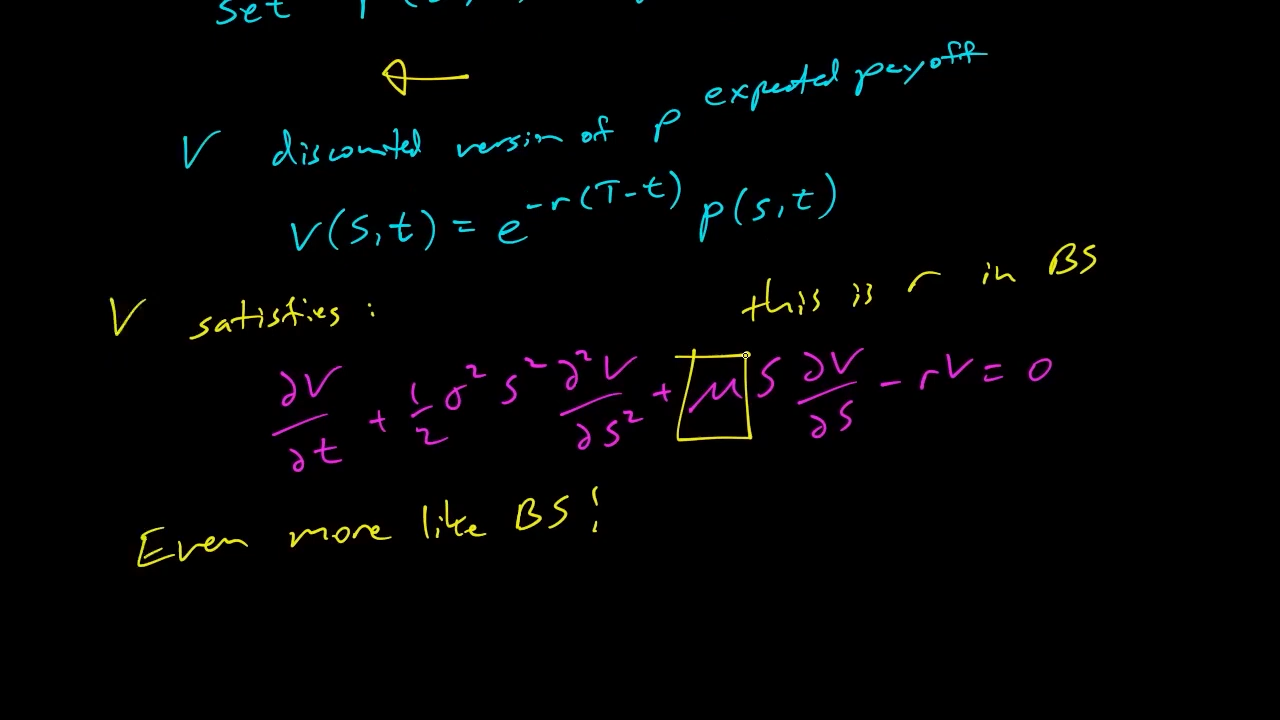 set
V discounted version of p expected payoff
V(S,t) = e^{-r(T-t)} p(s,t)
V satisfies:
this is r in BS
∂V/∂t + 1/2 σ² S² ∂²V/∂S² + μ S ∂V/∂S - rV = 0
Even more like BS!